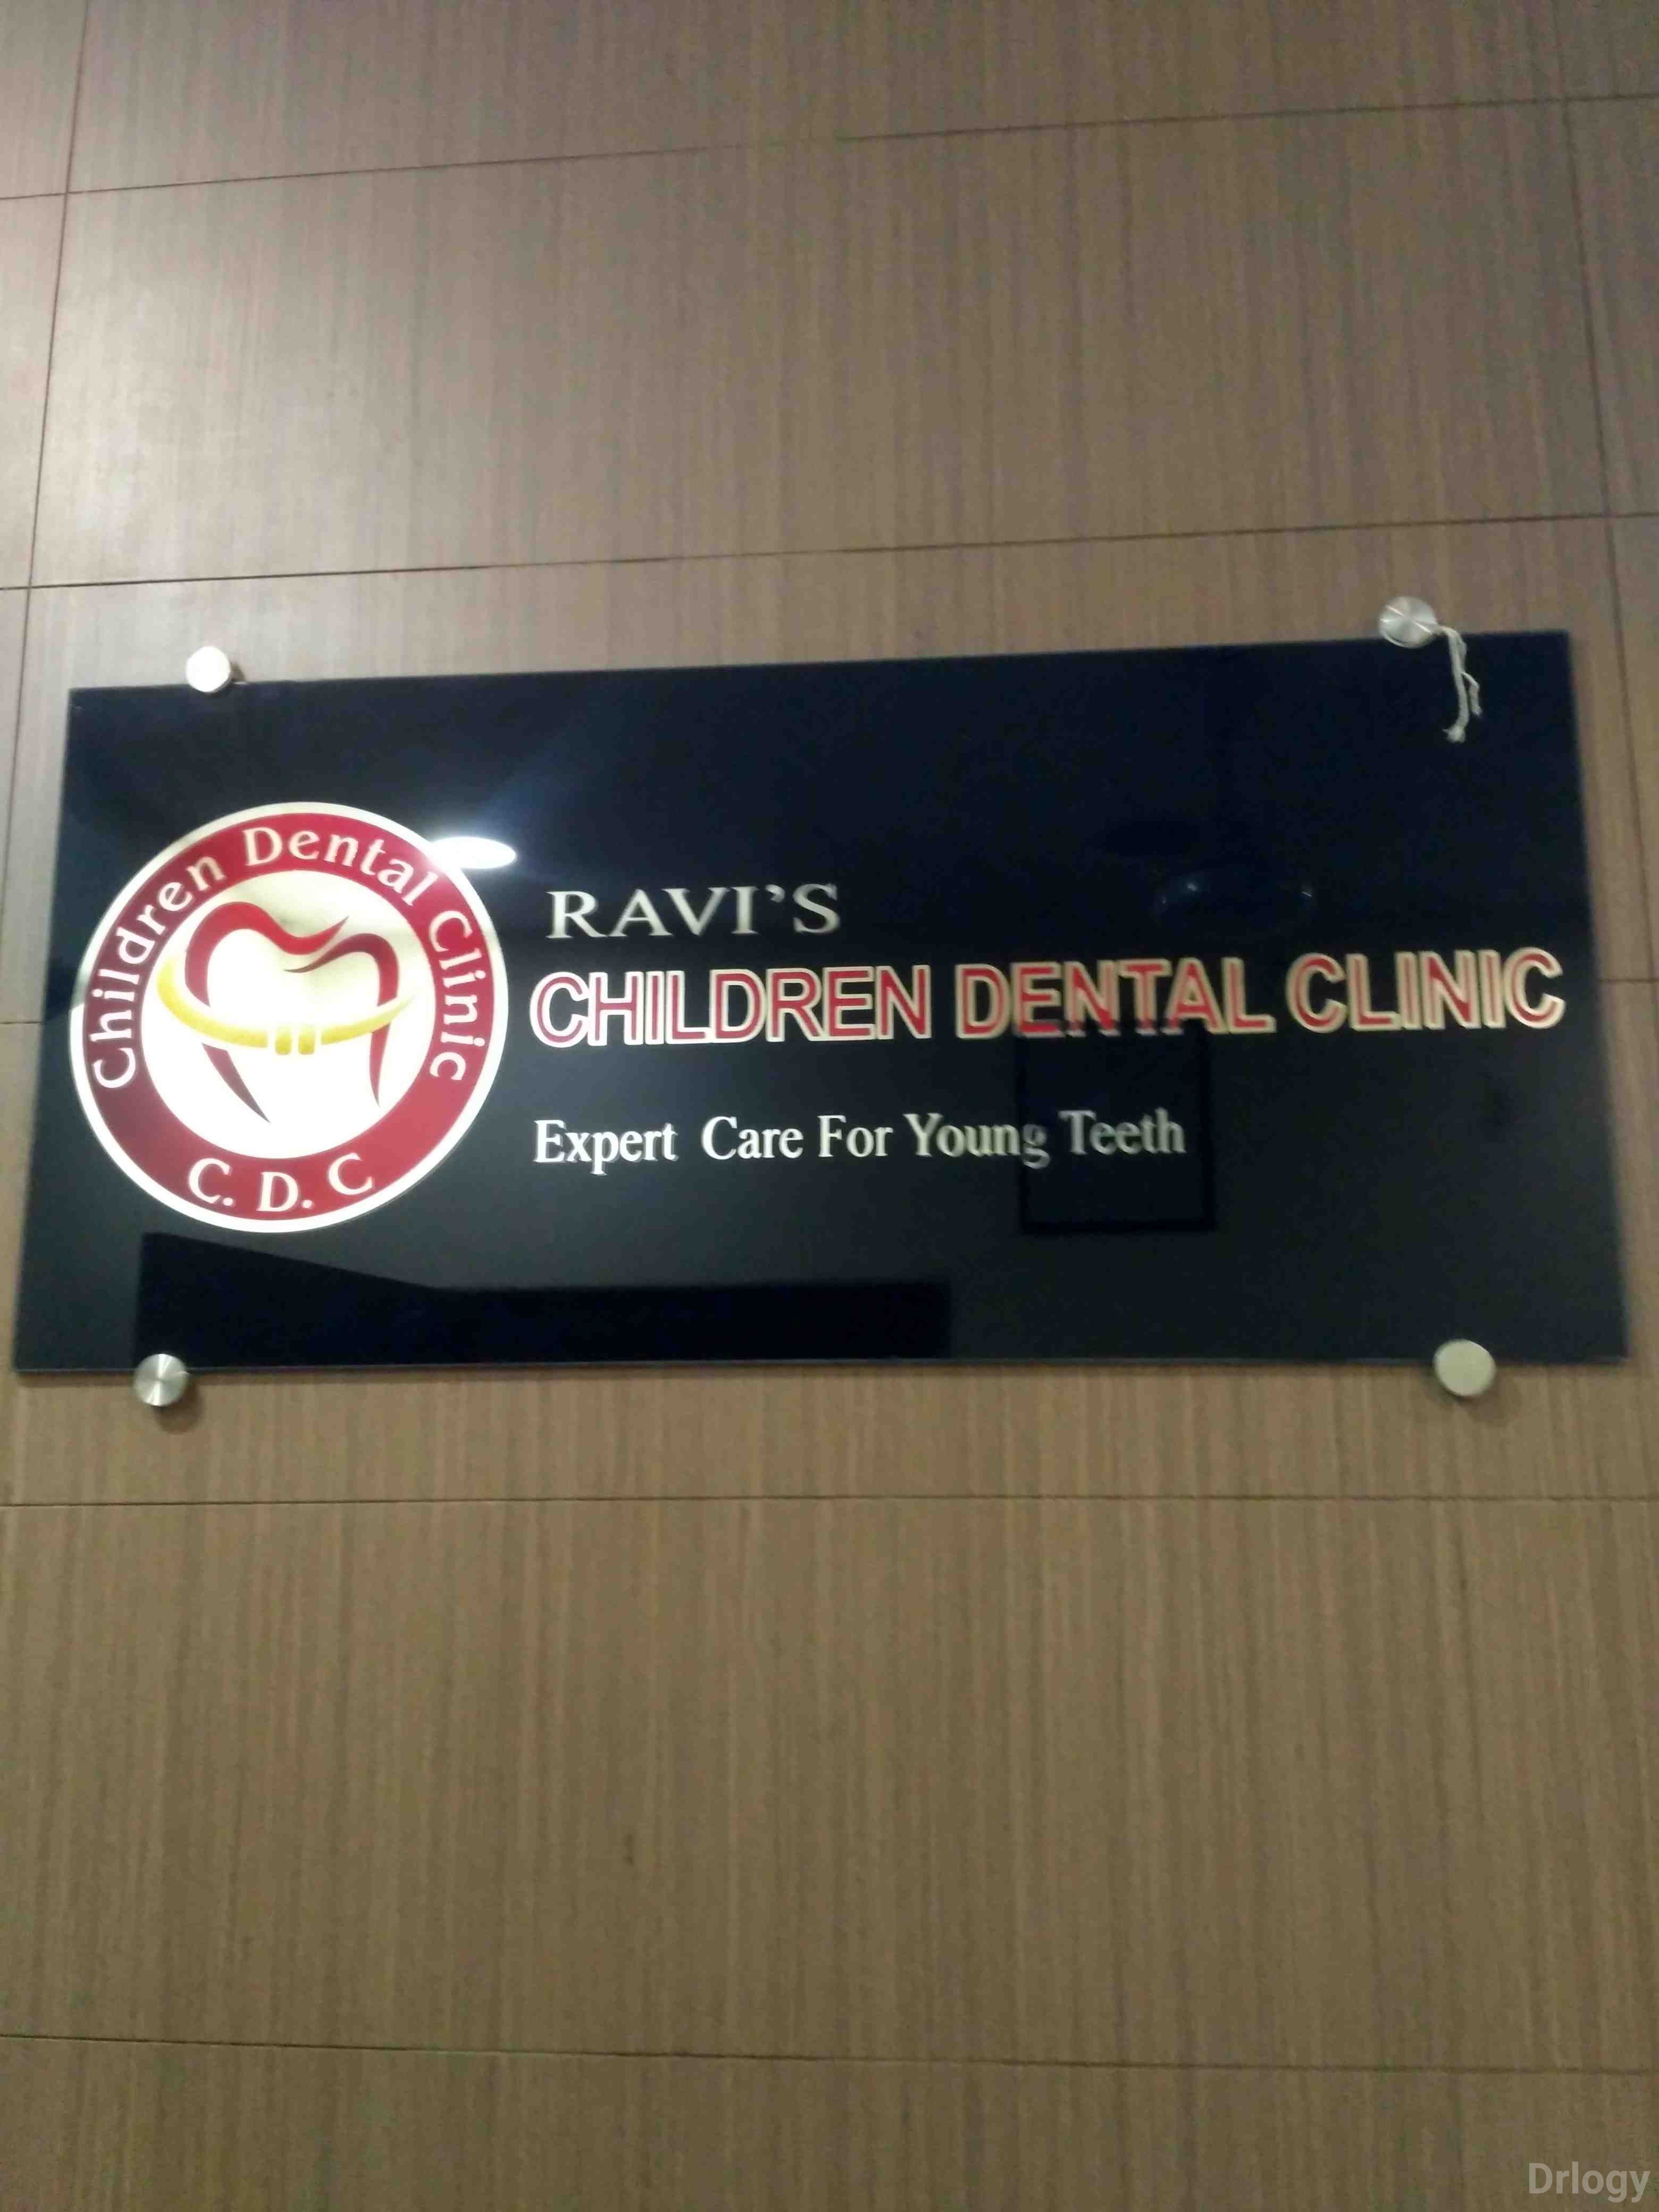 Children Dental Clinic
C. D. C
RAVI'S
CHILDREN DENTAL CLINIC
Expert Care For Young Teeth
Drlogy